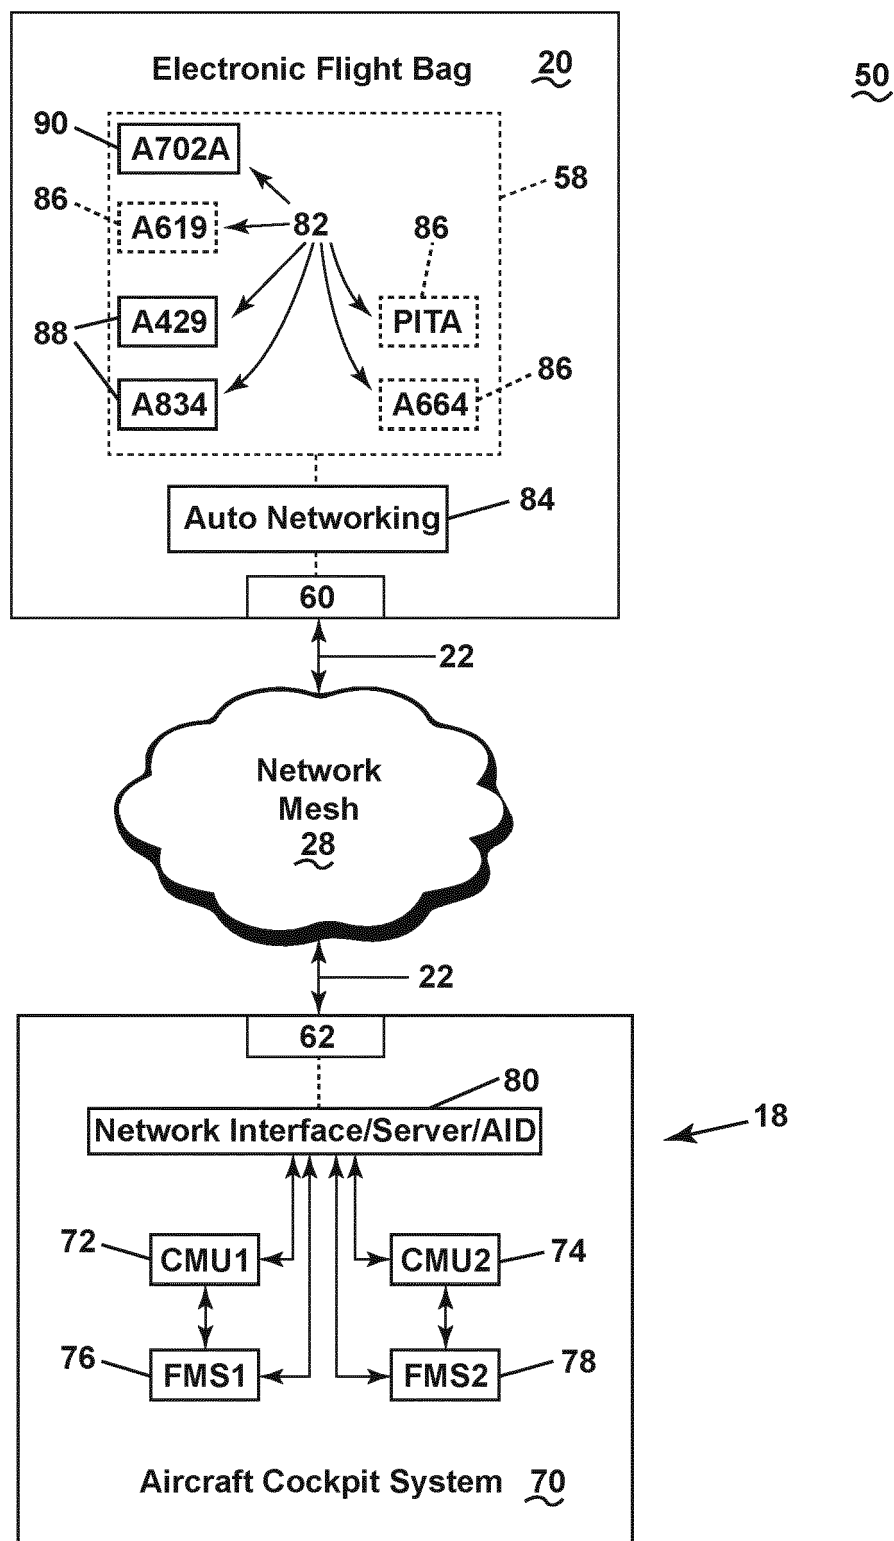 Electronic Flight Bag 20
50
90
A702A
58
86
A619
82
86
88
A429
PITA
A834
A664
86
Auto Networking
84
60
22
Network
Mesh
28
22
62
80
Network Interface/Server/AID
18
72
CMU1
CMU2
74
76
FMS1
FMS2
78
Aircraft Cockpit System 70